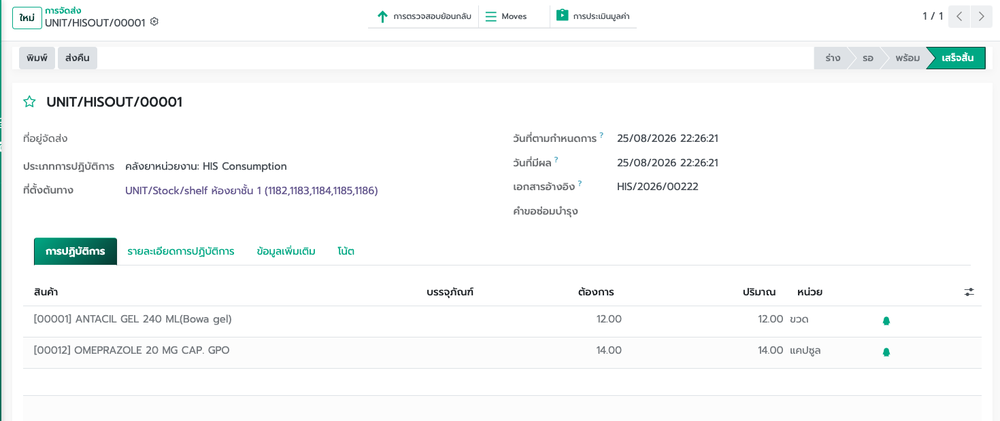 ใหม่
การจัดส่ง
UNIT/HISOUT/00001
การตรวจสอบย้อนกลับ
Moves
การประเมินมูลค่า
1 / 1
พิมพ์
ส่งคืน
ร่าง
รอ
พร้อม
เสร็จสิ้น
UNIT/HISOUT/00001
ที่อยู่จัดส่ง
ประเภทการปฏิบัติการ คลังยาหน่วยงาน: HIS Consumption
ที่ตั้งต้นทาง UNIT/Stock/shelf ห้องยาชั้น 1 (1182,1183,1184,1185,1186)
วันที่ตามกำหนดการ ? 25/08/2026 22:26:21
วันที่มีผล ? 25/08/2026 22:26:21
เอกสารอ้างอิง ? HIS/2026/00222
คำขอซ่อมบำรุง
การปฏิบัติการ รายละเอียดการปฏิบัติการ ข้อมูลเพิ่มเติม โน้ต
สินค้า บรรจุภัณฑ์ ต้องการ ปริมาณ หน่วย
[00001] ANTACIL GEL 240 ML(Bowa gel) 12.00 12.00 ขวด
[00012] OMEPRAZOLE 20 MG CAP. GPO 14.00 14.00 แคปซูล